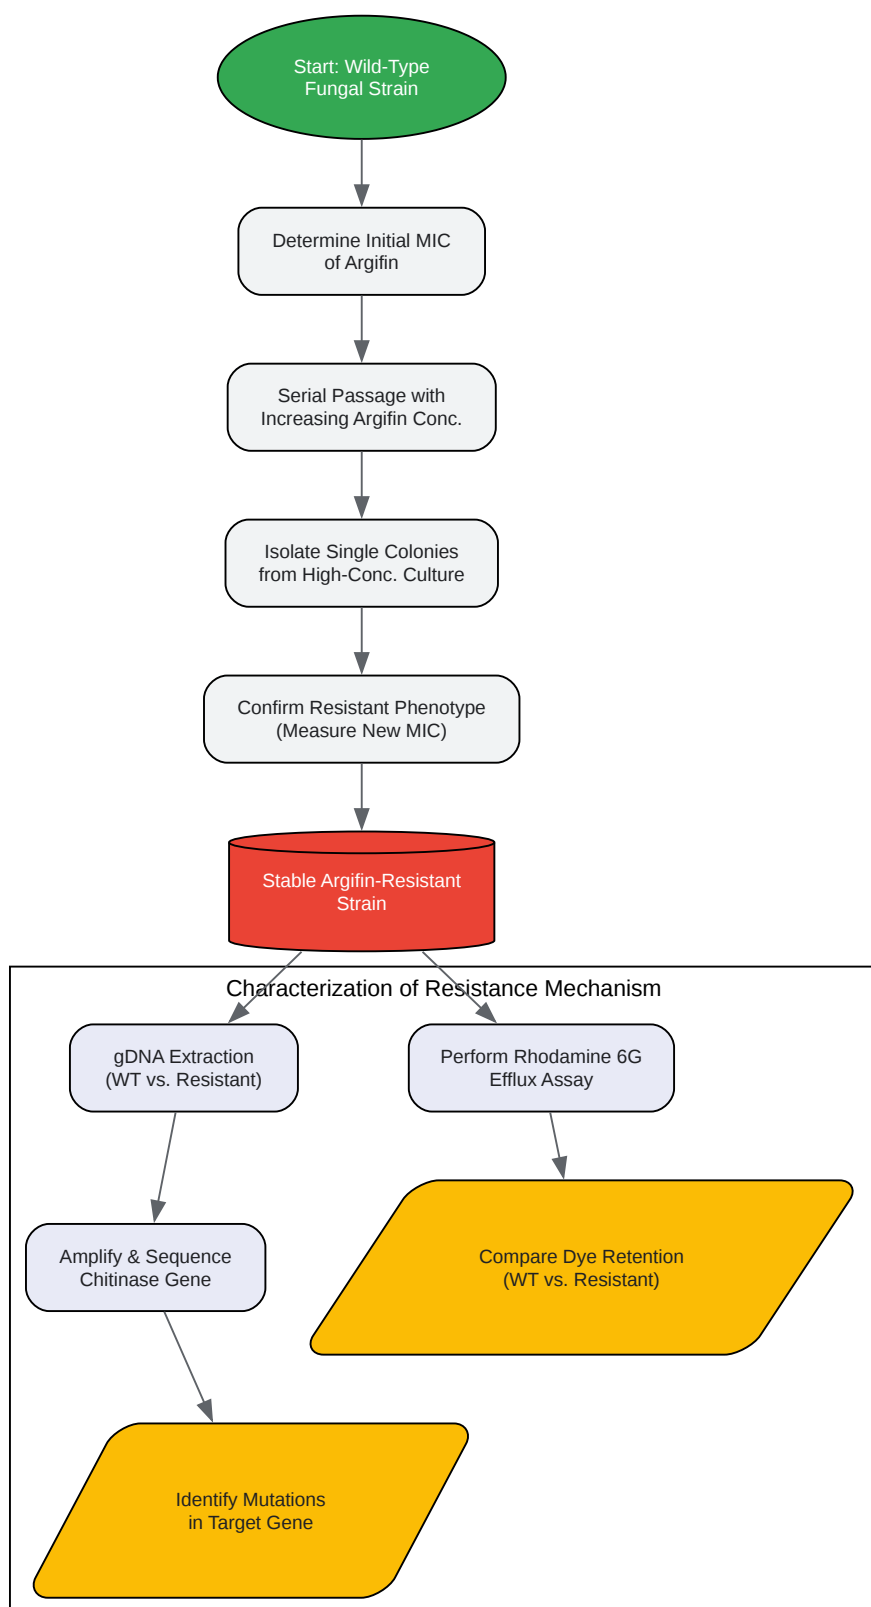 Start: Wild-Type
Fungal Strain
Determine Initial MIC
of Argifin
Serial Passage with
Increasing Argifin Conc.
Isolate Single Colonies
from High-Conc. Culture
Confirm Resistant Phenotype
(Measure New MIC)
Stable Argifin-Resistant
Strain
Characterization of Resistance Mechanism
gDNA Extraction
(WT vs. Resistant)
Perform Rhodamine 6G
Efflux Assay
Amplify & Sequence
Chitinase Gene
Compare Dye Retention
(WT vs. Resistant)
Identify Mutations
in Target Gene